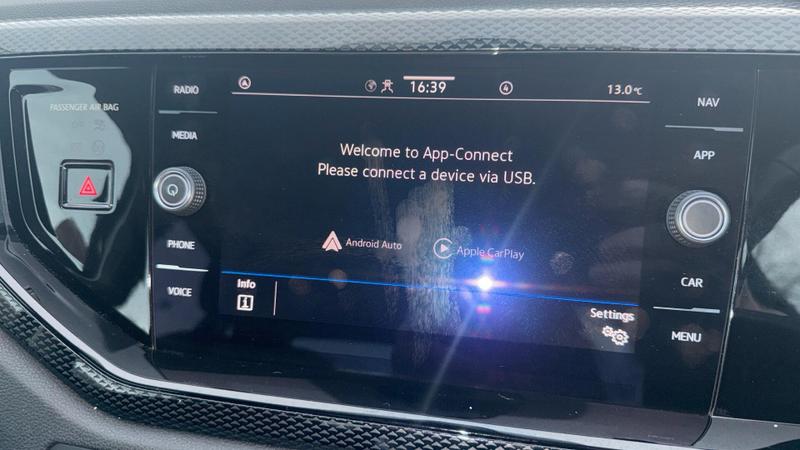 PASSENGER AIR BAG
RADIO
MEDIA
PHONE
VOICE
16:39
4
13.0°C
Welcome to App-Connect
Please connect a device via USB.
Android Auto
Apple CarPlay
Info
i
Settings
NAV
APP
CAR
MENU